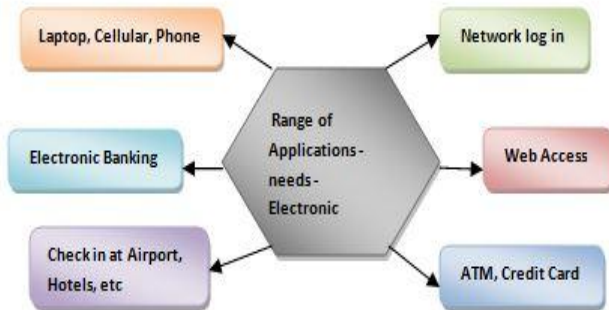 Laptop, Cellular, Phone
Network log in
Range of
Applications-
needs-
Electronic
Electronic Banking
Web Access
Check in at Airport,
Hotels, etc
ATM, Credit Card